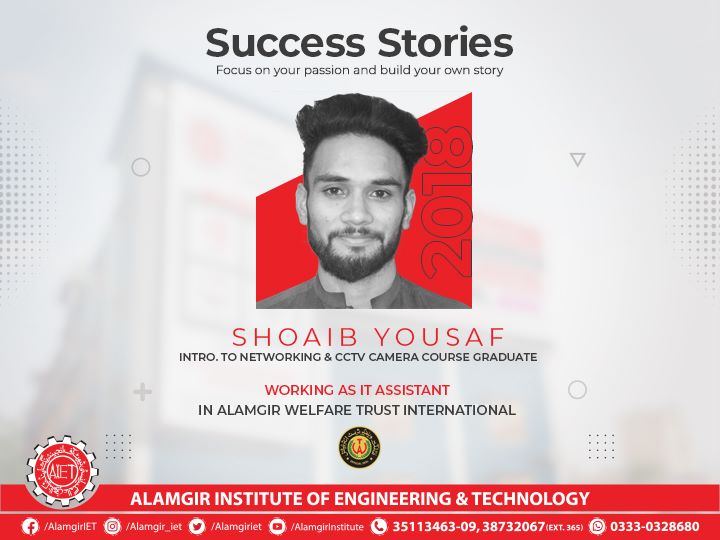 Success Stories
Focus on your passion and build your own story
2018
SHOAIB YOUSAF
INTRO. TO NETWORKING & CCTV CAMERA COURSE GRADUATE
WORKING AS IT ASSISTANT
IN ALAMGIR WELFARE TRUST INTERNATIONAL
AIET
ALAMGIR INSTITUTE OF ENGINEERING & TECHNOLOGY
/AlamgirIET /Alamgir_iet /Alamgiriet /AlamgirInstitute 35113463-09, 38732067 (EXT. 365) 0333-0328680